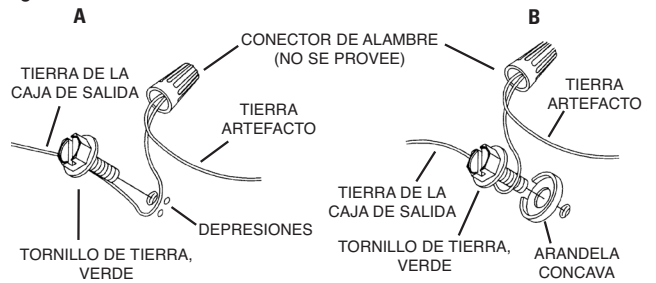 A
B
CONECTOR DE ALAMBRE
(NO SE PROVEE)
TIERRA DE LA
CAJA DE SALIDA
TIERRA
ARTEFACTO
DEPRESIONES
TORNILLO DE TIERRA,
VERDE
TIERRA
ARTEFACTO
TIERRA DE LA
CAJA DE SALIDA
TORNILLO DE TIERRA,
VERDE
ARANDELA
CONCAVA